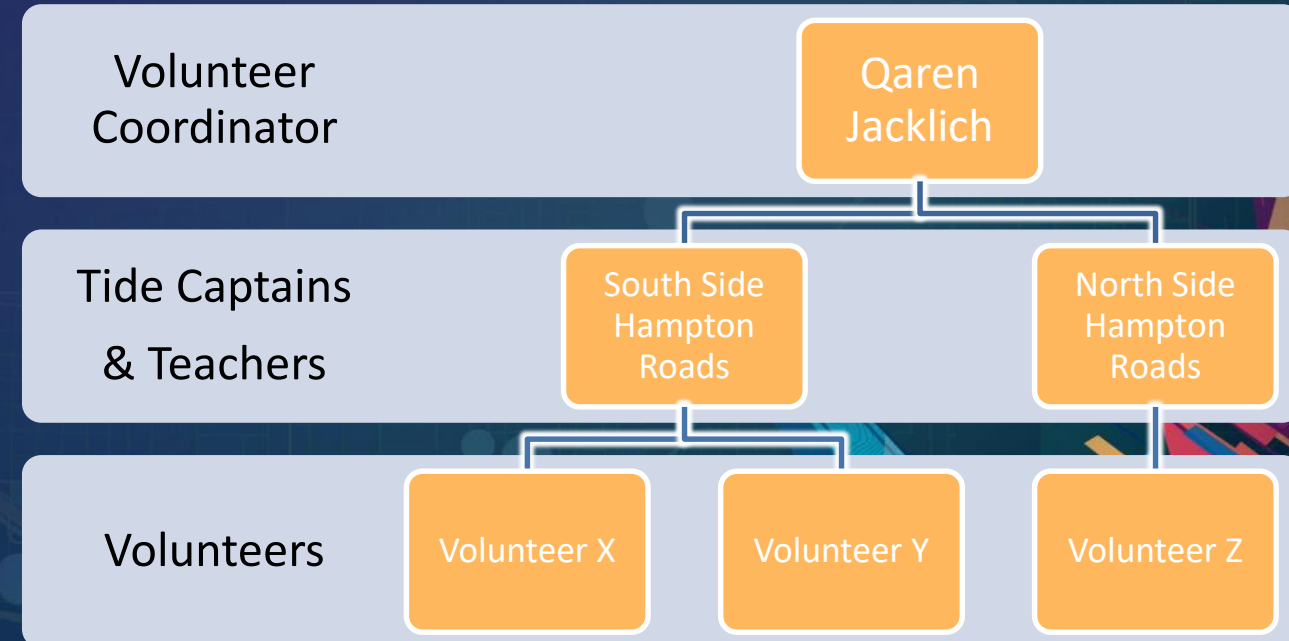 Volunteer
Coordinator
Qaren
Jacklich
Tide Captains
& Teachers
South Side
Hampton
Roads
North Side
Hampton
Roads
Volunteers
Volunteer X
Volunteer Y
Volunteer Z